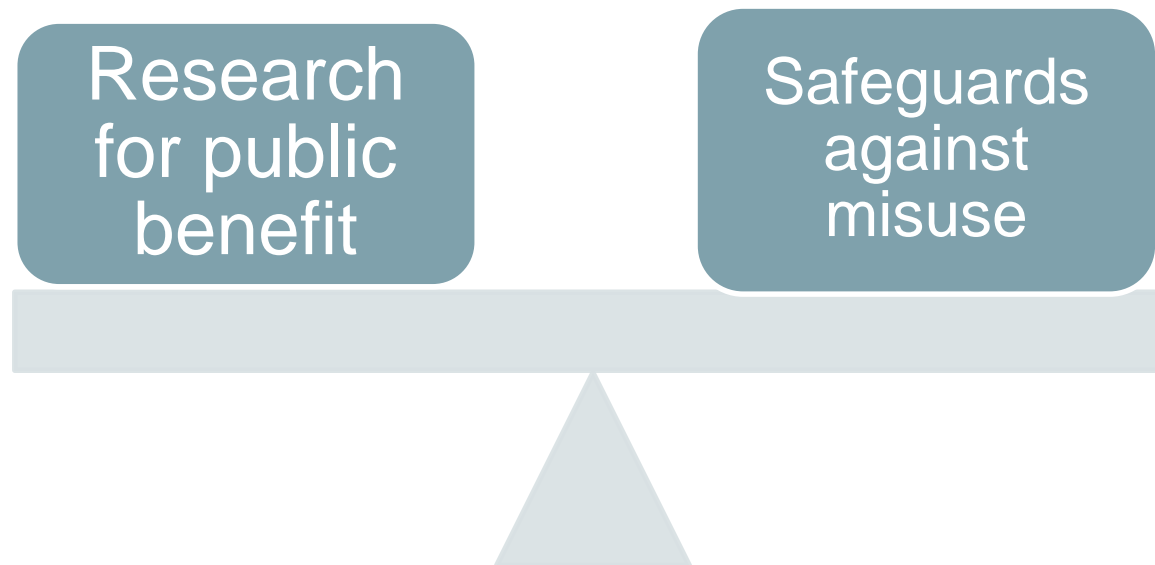 Research
for public
benefit
Safeguards
against
misuse